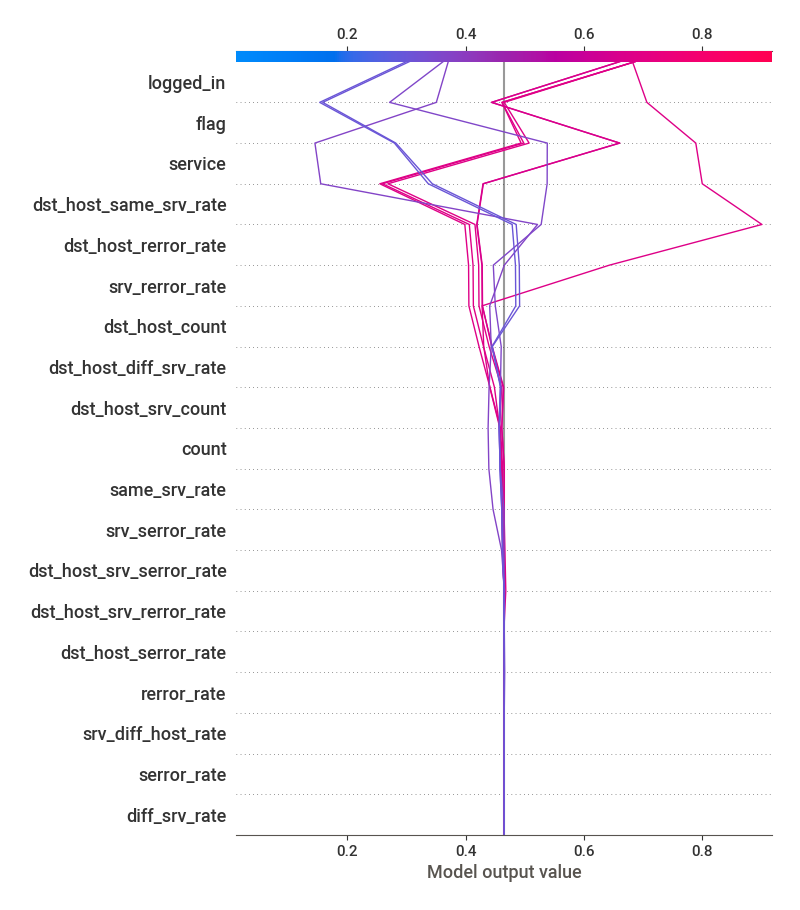 0.2 0.4 0.6 0.8
logged_in
flag
service
dst_host_same_srv_rate
dst_host_rerror_rate
srv_rerror_rate
dst_host_count
dst_host_diff_srv_rate
dst_host_srv_count
count
same_srv_rate
srv_serror_rate
dst_host_srv_serror_rate
dst_host_srv_rerror_rate
dst_host_serror_rate
rerror_rate
srv_diff_host_rate
serror_rate
diff_srv_rate
0.2 0.4 0.6 0.8
Model output value